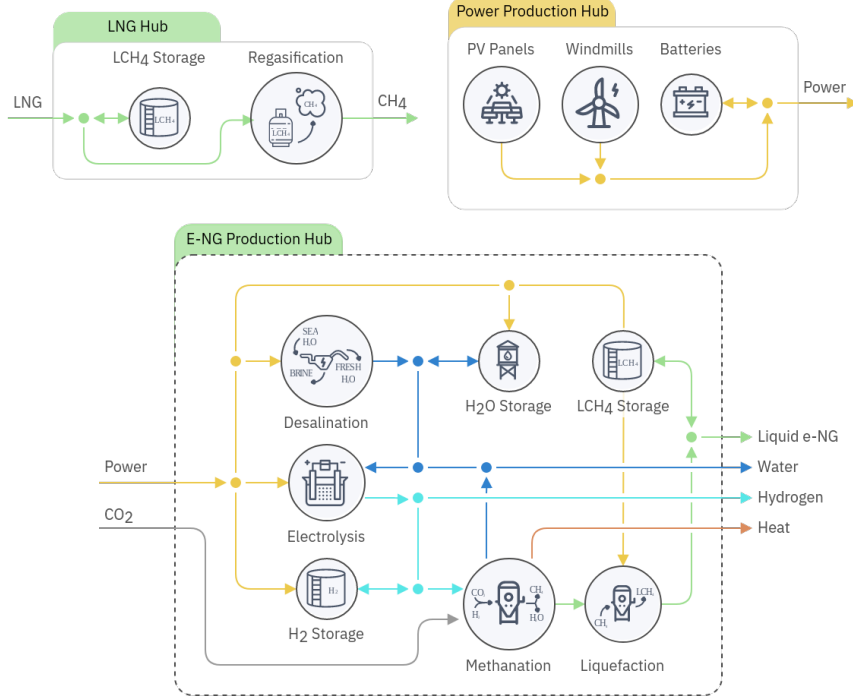 LNG Hub
Power Production Hub
LCH4 Storage
Regasification
PV Panels
Windmills
Batteries
LNG
LCH₄
CH₄
LCH₄
CH4
Power
E-NG Production Hub
SEA
H₂O
BRINE
FRESH
H₂O
LCH₄
Desalination
H2O Storage
LCH4 Storage
Liquid e-NG
Power
Water
Hydrogen
CO2
Electrolysis
Heat
H₂
H2 Storage
CO₂
H₂
CH₄
H₂O
CH₄
LCH₄
Methanation
Liquefaction